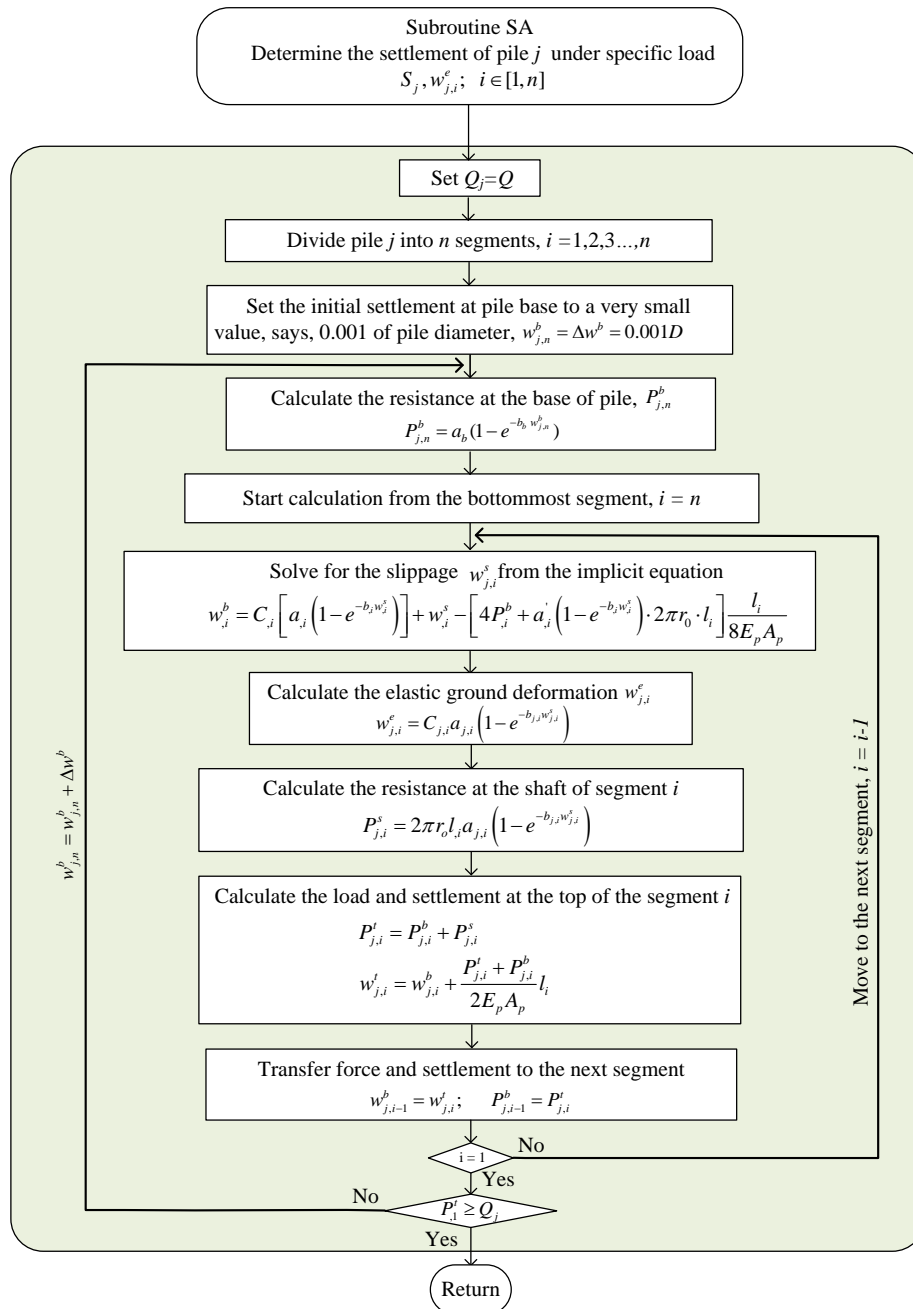 Subroutine SA
Determine the settlement of pile j under specific load
S_j, w^e_{j,i}; i∈[1,n]
Set Q_j=Q
Divide pile j into n segments, i =1,2,3...,n
Set the initial settlement at pile base to a very small
value, says, 0.001 of pile diameter, w^b_{j,n} = Δw^b = 0.001D
Calculate the resistance at the base of pile, P^b_{j,n}
P^b_{j,n} = a_b(1-e^{-b_b w^b_{j,n}})
Start calculation from the bottommost segment, i = n
Solve for the slippage w^s_{j,i} from the implicit equation
w^b_{,i} = C_{,i}[a_{,i}(1-e^{-b_{,i} w^s_{,i}})] + w^s_{,i} - [4P^b_{,i} + a^'_{,i}(1-e^{-b_{,i} w^s_{,i}})·2πr_0·l_i] l_i/8E_pA_p
Calculate the elastic ground deformation w^e_{j,i}
w^e_{j,i} = C_{j,i}a_{j,i}(1-e^{-b_{j,i}w^s_{j,i}})
Calculate the resistance at the shaft of segment i
P^s_{j,i} = 2πr_o l_{,i}a_{j,i}(1-e^{-b_{j,i}w^s_{j,i}})
Calculate the load and settlement at the top of the segment i
P^t_{j,i} = P^b_{j,i} + P^s_{j,i}
w^t_{j,i} = w^b_{j,i} + (P^t_{j,i} + P^b_{j,i})/2E_pA_p l_i
Transfer force and settlement to the next segment
w^b_{j,i-1} = w^t_{j,i}; P^b_{j,i-1} = P^t_{j,i}
i = 1
No
Yes
P^t_{,1} ≥ Q_j
No
Yes
Return
w^b_{j,n} = w^b_{j,n} + Δw^b
Move to the next segment, i = i-1